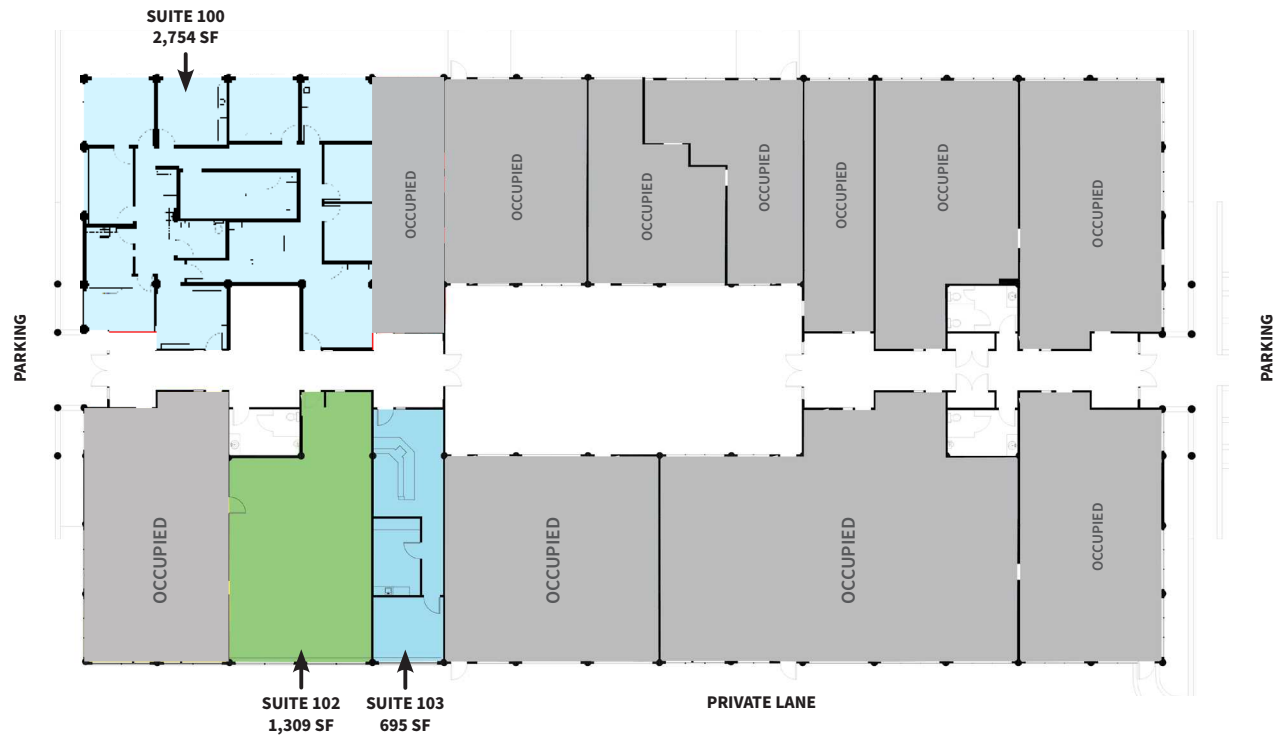 SUITE 100
2,754 SF
OCCUPIED
OCCUPIED
OCCUPIED
OCCUPIED
OCCUPIED
OCCUPIED
OCCUPIED
PARKING
PARKING
OCCUPIED
OCCUPIED
OCCUPIED
OCCUPIED
SUITE 102
1,309 SF
SUITE 103
695 SF
PRIVATE LANE